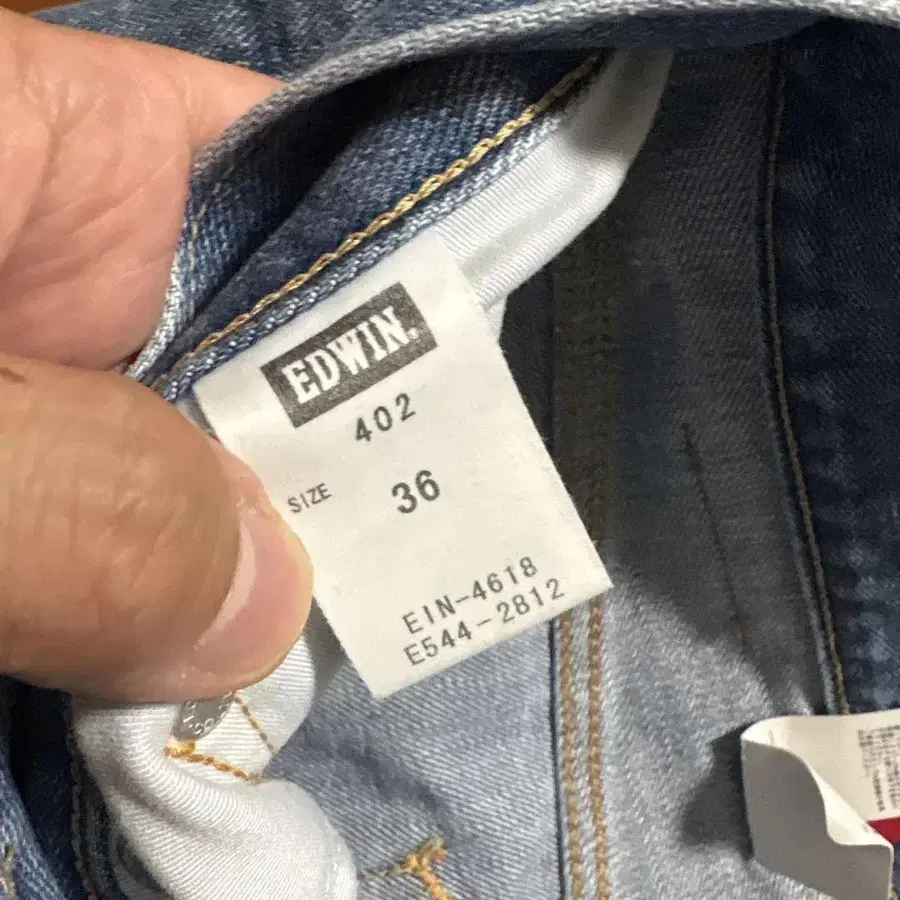 EDWIN.
402
SIZE 36
EIN-4618
E544-2812